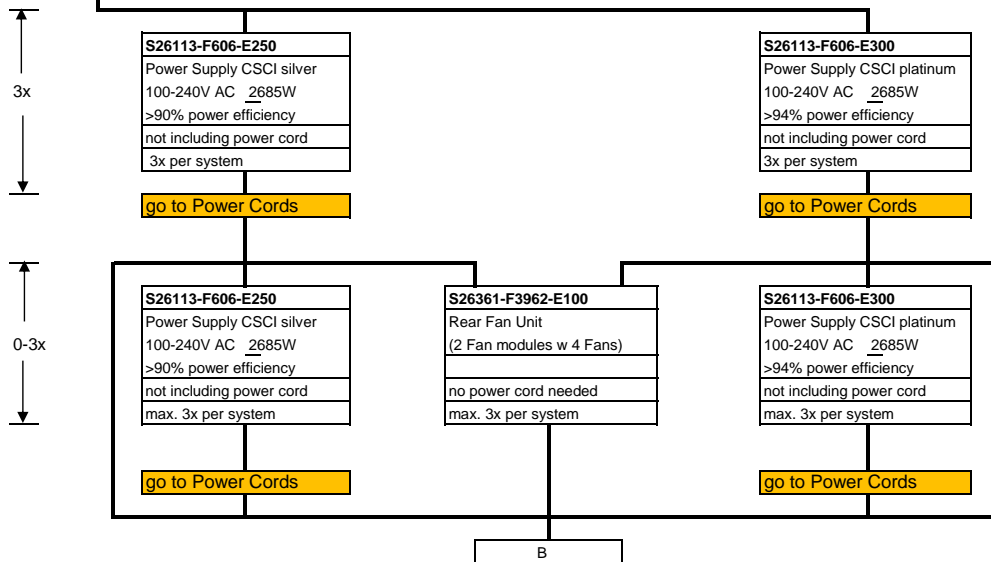 3x
S26113-F606-E250
Power Supply CSCI silver
100-240V AC 2685W
>90% power efficiency
not including power cord
3x per system
go to Power Cords
S26113-F606-E300
Power Supply CSCI platinum
100-240V AC 2685W
>94% power efficiency
not including power cord
3x per system
go to Power Cords
0-3x
S26113-F606-E250
Power Supply CSCI silver
100-240V AC 2685W
>90% power efficiency
not including power cord
max. 3x per system
go to Power Cords
S26361-F3962-E100
Rear Fan Unit
(2 Fan modules w 4 Fans)
no power cord needed
max. 3x per system
S26113-F606-E300
Power Supply CSCI platinum
100-240V AC 2685W
>94% power efficiency
not including power cord
max. 3x per system
go to Power Cords
B